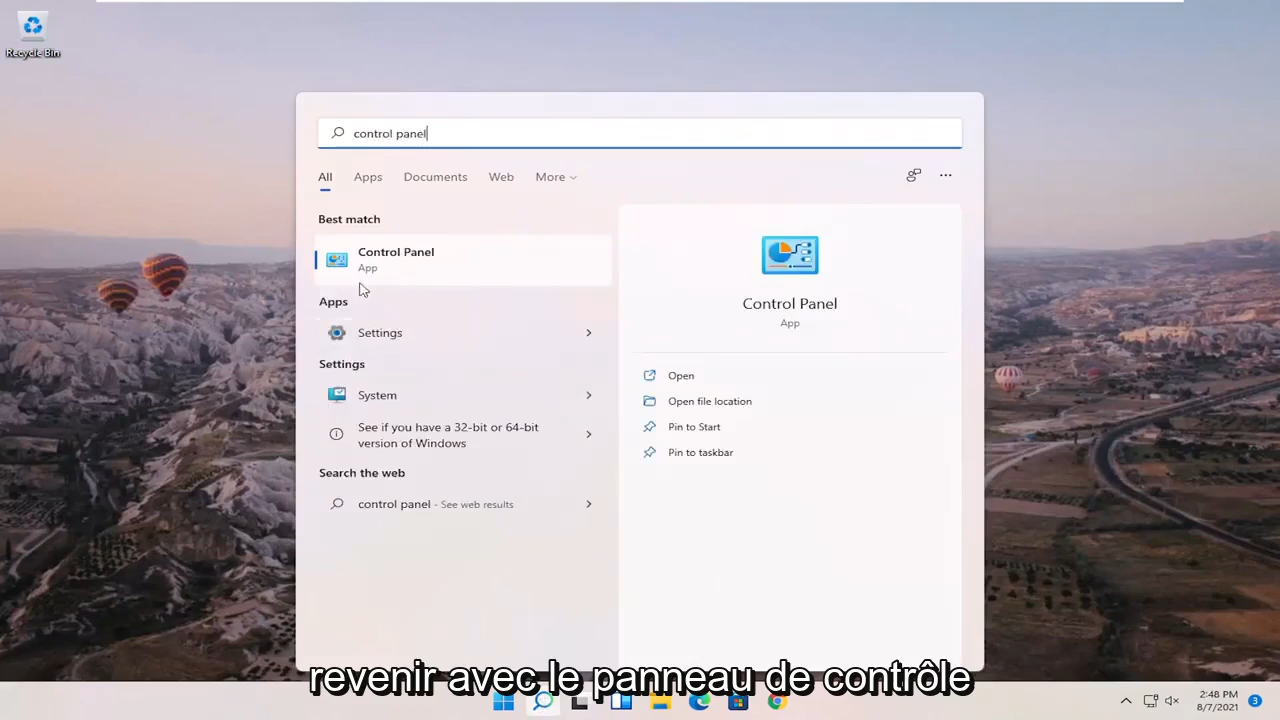 Recycle Bin
control panel
All Apps Documents Web More
Best match
Control Panel
App
Apps
Settings
Settings
System
See if you have a 32-bit or 64-bit
version of Windows
Search the web
control panel - See web results
Control Panel
App
Open
Open file location
Pin to Start
Pin to taskbar
revenir avec le panneau de contrôle
2:48 PM
8/7/2021
3